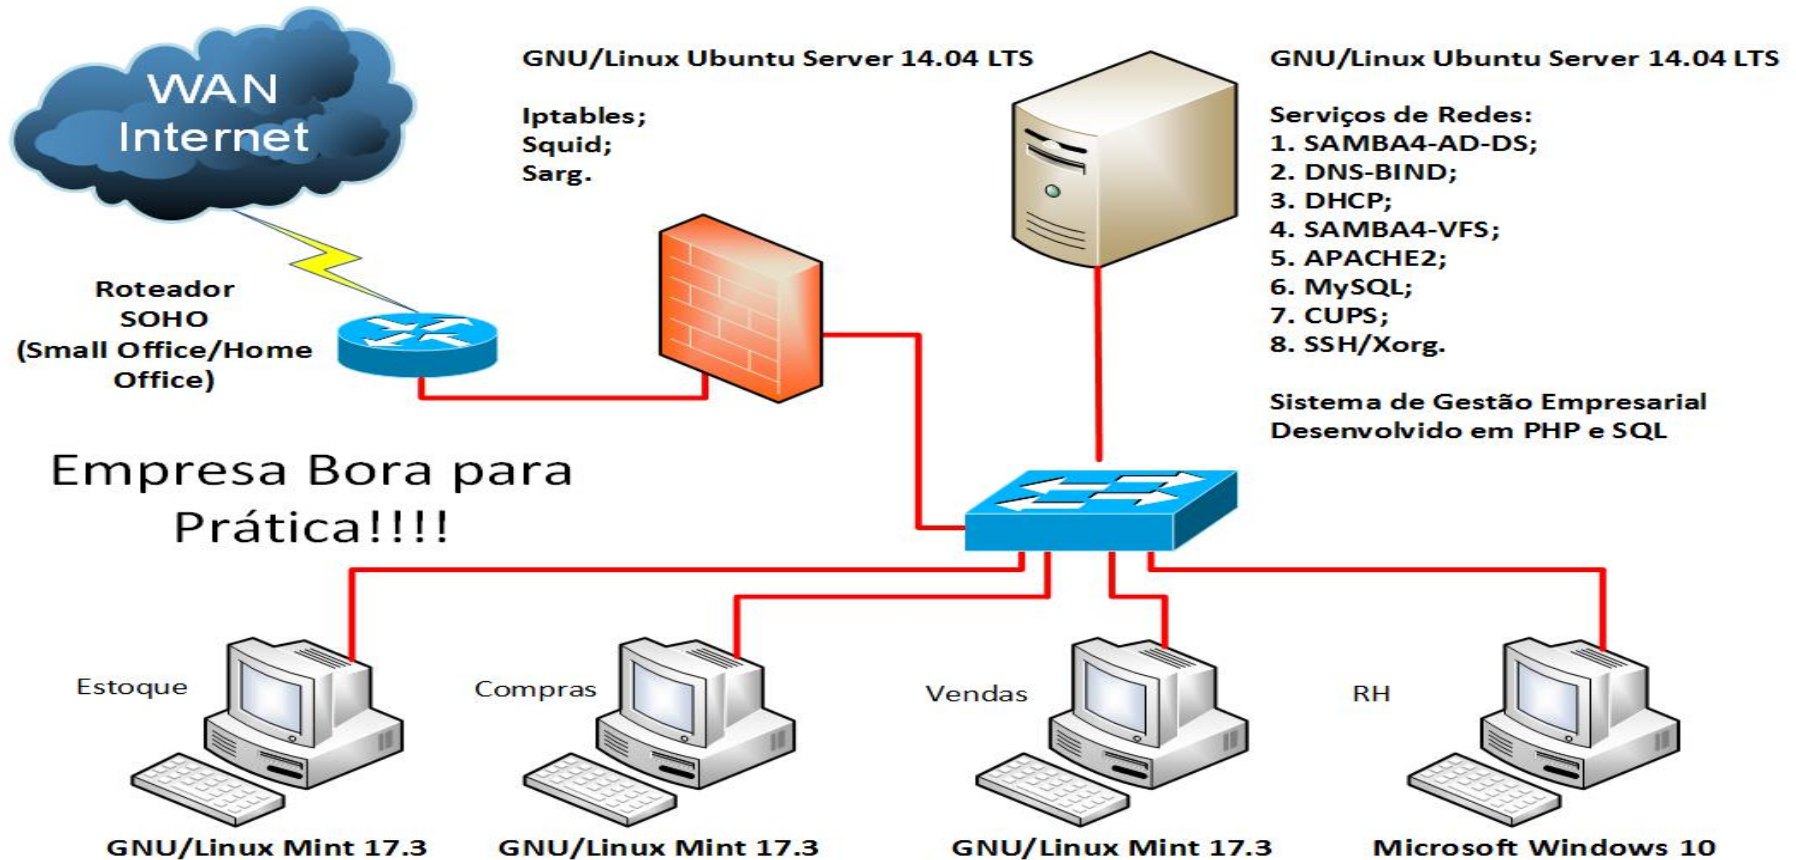 WAN
Internet
GNU/Linux Ubuntu Server 14.04 LTS
Iptables;
Squid;
Sarg.
GNU/Linux Ubuntu Server 14.04 LTS
Serviços de Redes:
1. SAMBA4-AD-DS;
2. DNS-BIND;
3. DHCP;
4. SAMBA4-VFS;
5. APACHE2;
6. MySQL;
7. CUPS;
8. SSH/Xorg.
Sistema de Gestão Empresarial
Desenvolvido em PHP e SQL
Roteador
SOHO
(Small Office/Home
Office)
Empresa Bora para
Prática!!!!
Estoque
Compras
Vendas
RH
GNU/Linux Mint 17.3
GNU/Linux Mint 17.3
GNU/Linux Mint 17.3
Microsoft Windows 10